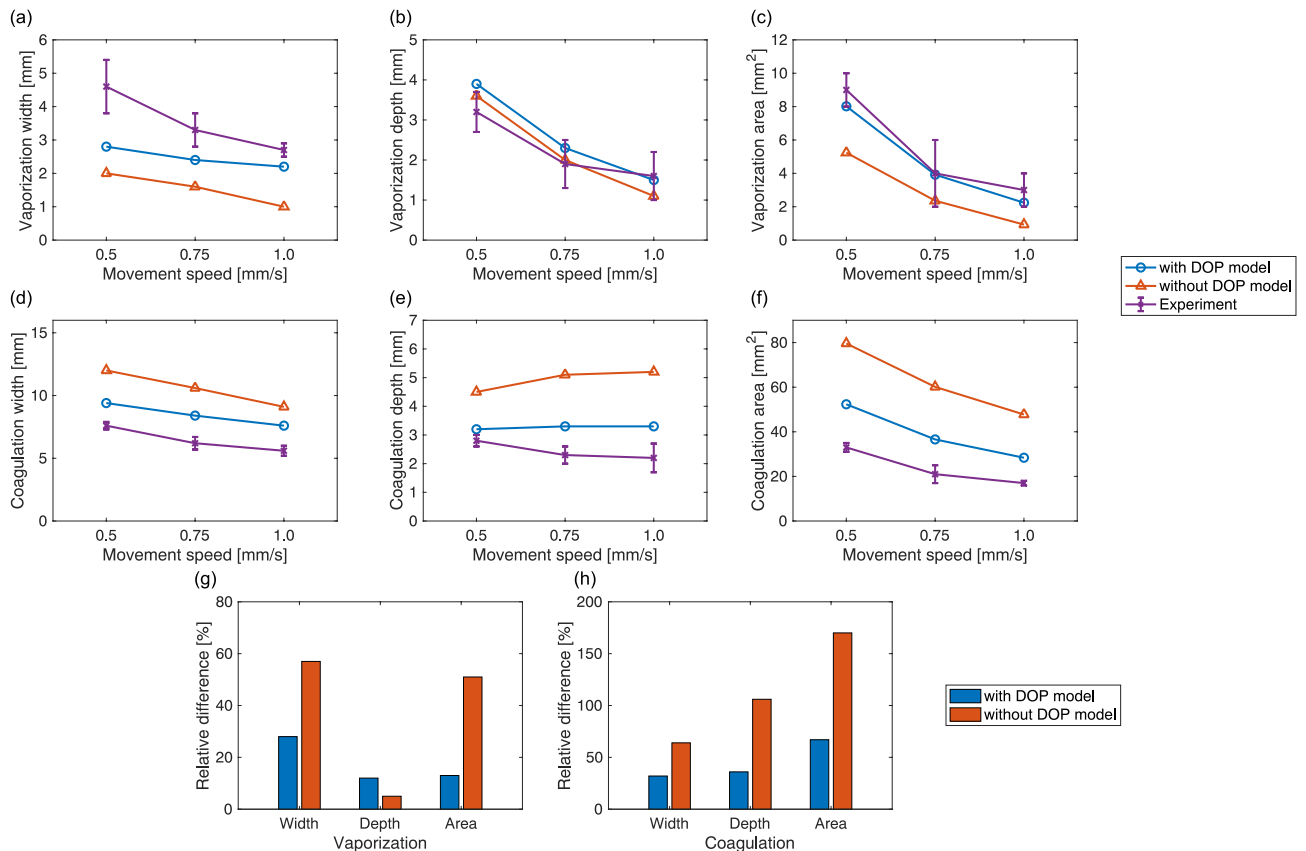 (a)
(b)
(c)
6
5
4
3
2
1
0
Vaporization width [mm]
0.5
0.75
1.0
Movement speed [mm/s]
5
4
3
2
1
0
Vaporization depth [mm]
0.5
0.75
1.0
Movement speed [mm/s]
12
10
8
6
4
2
0
Vaporization area [mm²]
0.5
0.75
1.0
Movement speed [mm/s]
with DOP model
without DOP model
Experiment
(d)
(e)
(f)
15
10
5
0
Coagulation width [mm]
0.5
0.75
1.0
Movement speed [mm/s]
7
6
5
4
3
2
1
0
Coagulation depth [mm]
0.5
0.75
1.0
Movement speed [mm/s]
80
60
40
20
0
Coagulation area [mm²]
0.5
0.75
1.0
Movement speed [mm/s]
(g)
(h)
80
60
40
20
0
Relative difference [%]
Width
Depth
Area
Vaporization
200
150
100
50
0
Relative difference [%]
Width
Depth
Area
Coagulation
with DOP model
without DOP model